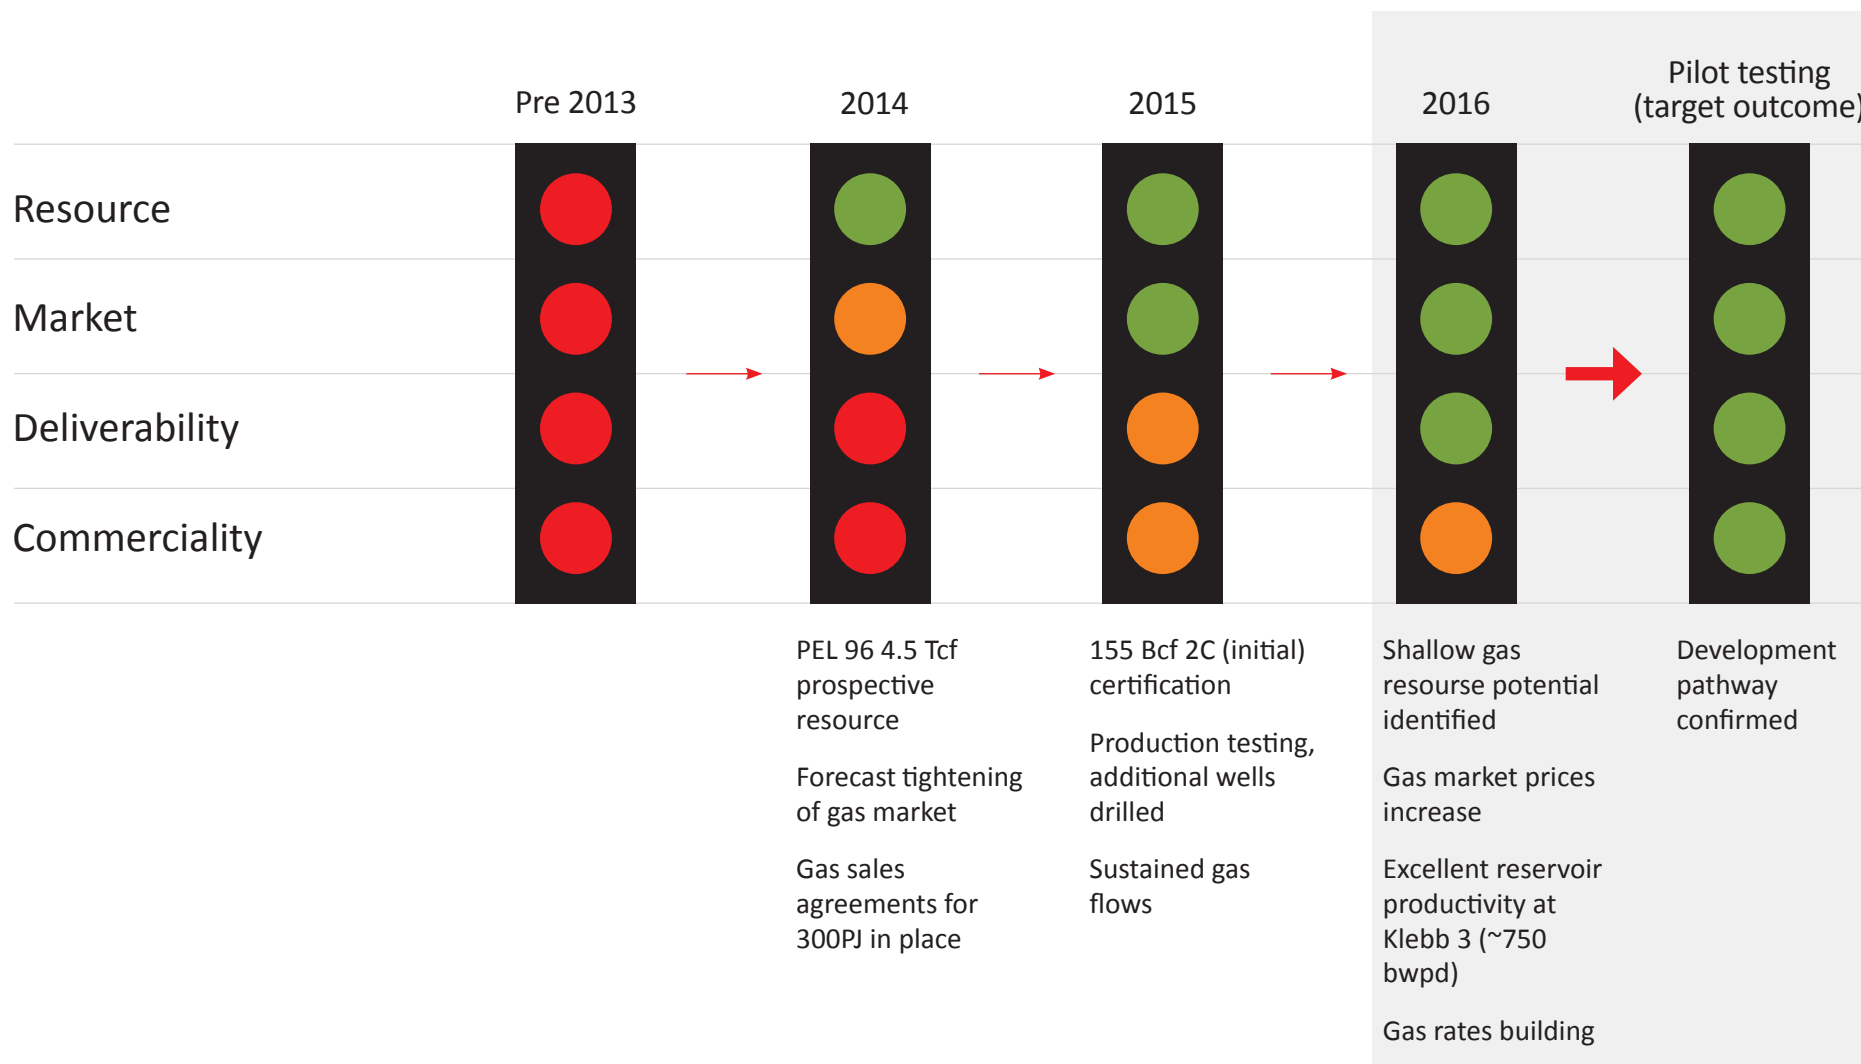 Pre 2013
2014
2015
2016
Pilot testing
(target outcome)
Resource
Market
Deliverability
Commerciality
PEL 96 4.5 Tcf
prospective
resource
Forecast tightening
of gas market
Gas sales
agreements for
300PJ in place
155 Bcf 2C (initial)
certification
Production testing,
additional wells
drilled
Sustained gas
flows
Shallow gas
resourse potential
identified
Gas market prices
increase
Excellent reservoir
productivity at
Klebb 3 (~750
bwpd)
Gas rates building
Development
pathway
confirmed